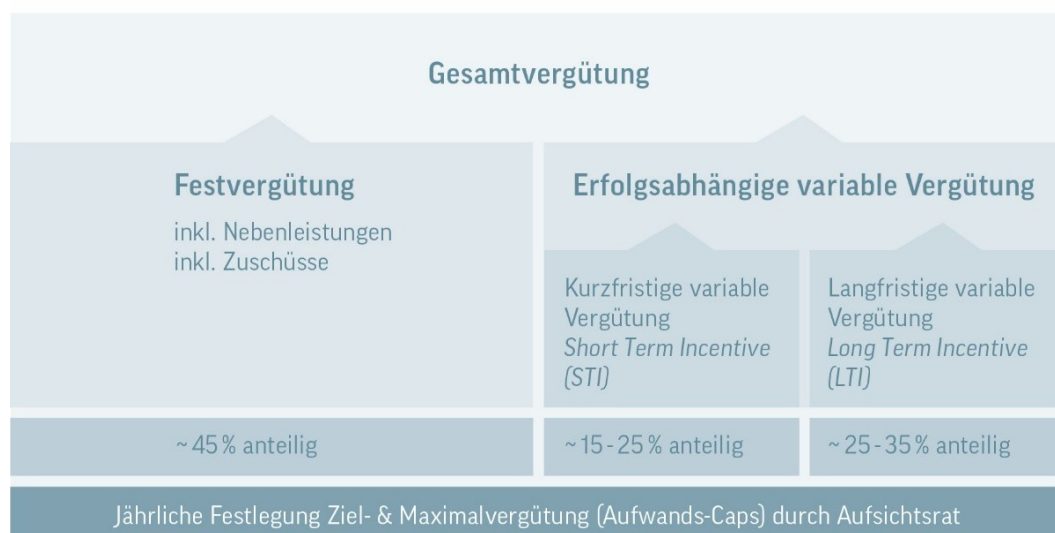 Gesamtvergütung
Festvergütung
inkl. Nebenleistungen
inkl. Zuschüsse
Erfolgsabhängige variable Vergütung
Kurzfristige variable
Vergütung
Short Term Incentive
(STI)
Langfristige variable
Vergütung
Long Term Incentive
(LTI)
~ 45 % anteilig
~ 15 - 25 % anteilig
~ 25 - 35 % anteilig
Jährliche Festlegung Ziel- & Maximalvergütung (Aufwands-Caps) durch Aufsichtsrat